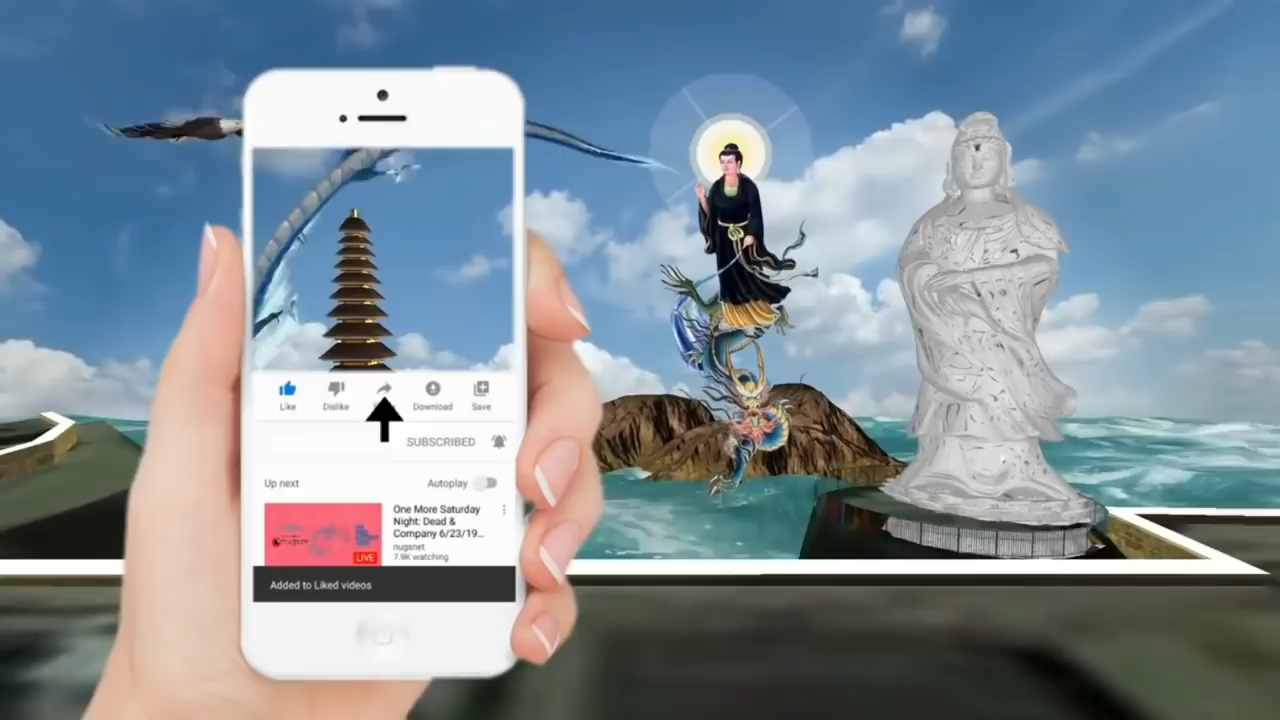 Like
Dislike
Download
Save
SUBSCRIBED
Up next
Autoplay
One More Saturday
Night: Dead &
Company 6/23/19...
nugsnet
7.9K watching
LIVE
Added to Liked videos